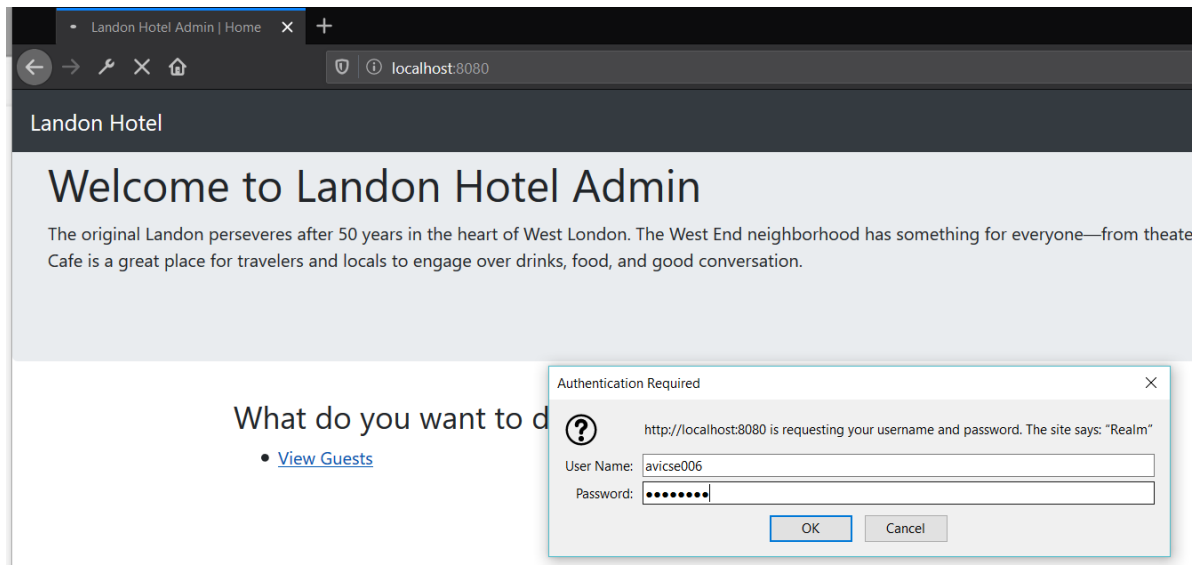 Landon Hotel Admin | Home
localhost:8080
Landon Hotel
Welcome to Landon Hotel Admin
The original Landon perseveres after 50 years in the heart of West London. The West End neighborhood has something for everyone—from theate
Cafe is a great place for travelers and locals to engage over drinks, food, and good conversation.
What do you want to d
View Guests
Authentication Required
http://localhost:8080 is requesting your username and password. The site says: “Realm”
User Name: avicse006
Password: ●●●●●●●●
OK Cancel